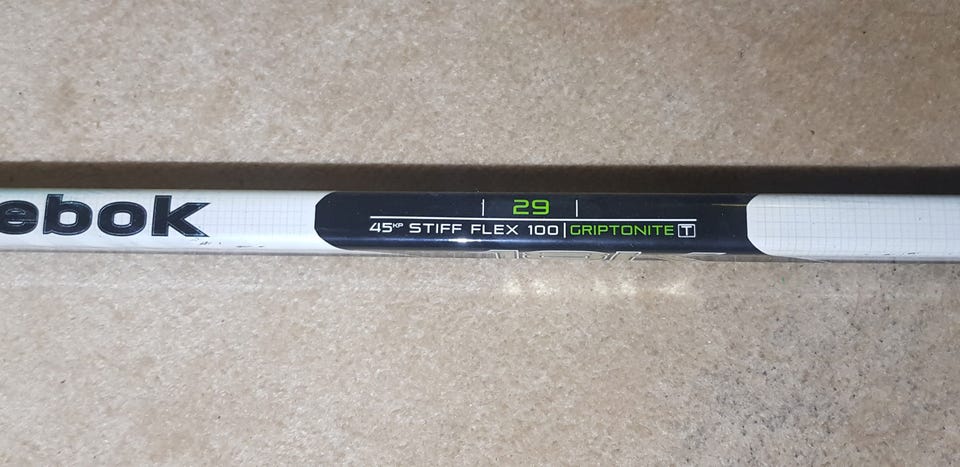 ebok
29
45KP STIFF FLEX 100 | GRIPTONITE T